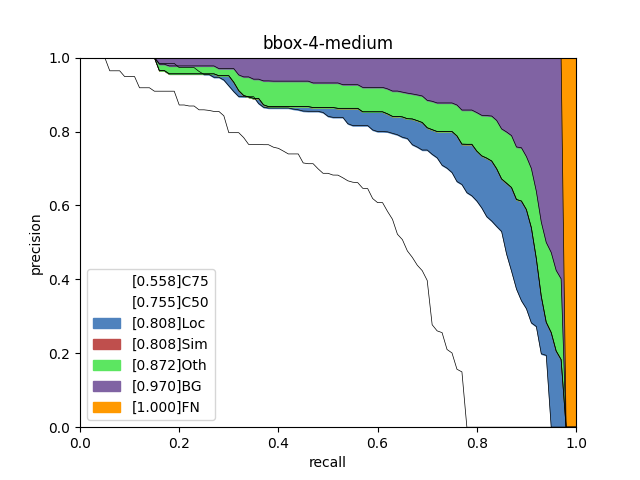 bbox-4-medium
precision
1.0
0.8
0.6
0.4
0.2
0.0
[0.558]C75
[0.755]C50
[0.808]Loc
[0.808]Sim
[0.872]Oth
[0.970]BG
[1.000]FN
0.0 0.2 0.4 0.6 0.8 1.0
recall